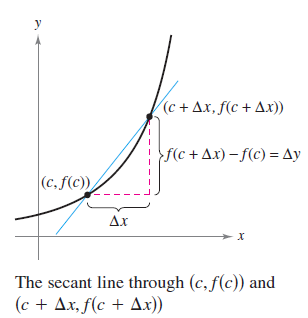 y
(c + Δx, f(c + Δx))
f(c + Δx) − f(c) = Δy
(c, f(c))
Δx
x
The secant line through (c, f(c)) and
(c + Δx, f(c + Δx))